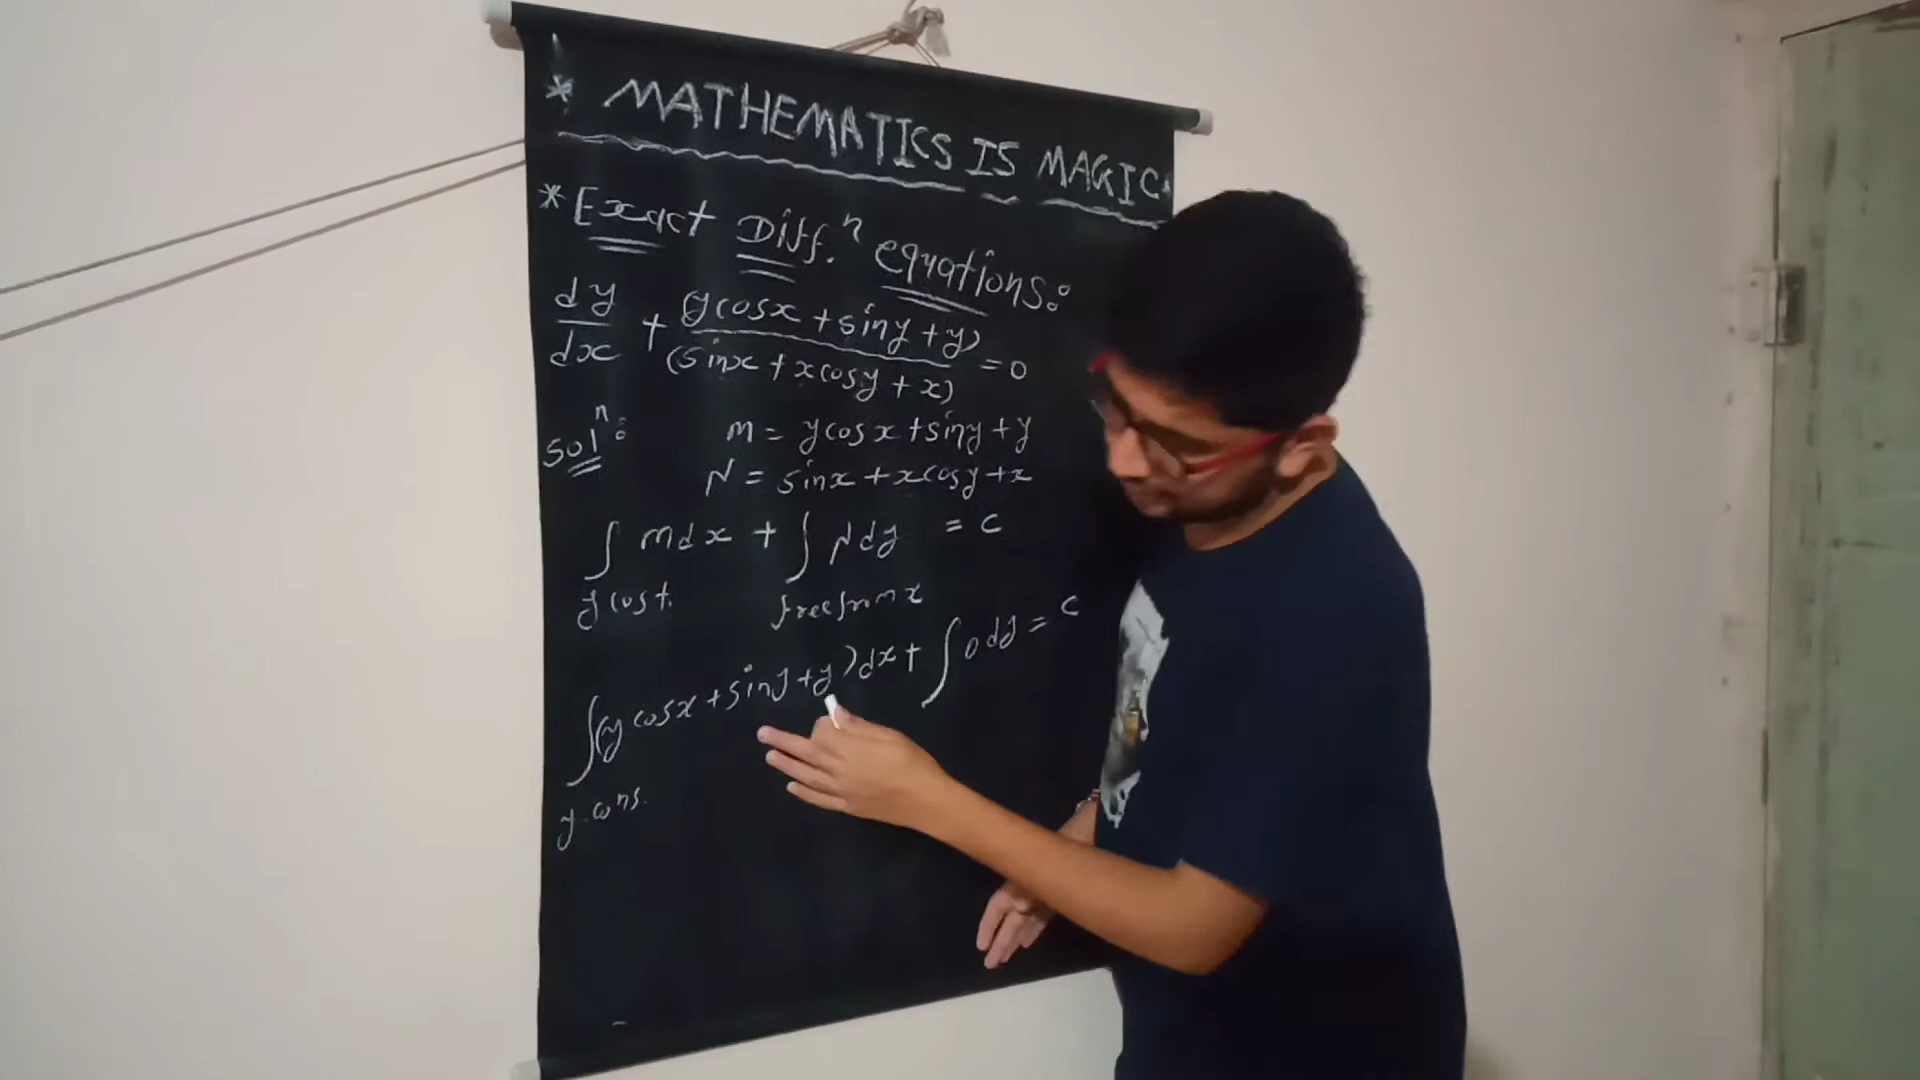 * MATHEMATICS IS MAGIC.
* Exact Diff.ⁿ equations:
dy/dx + (ycosx + siny + y)/(sinx + xcosy + x) = 0
solⁿ: m = ycosx + siny + y
N = sinx + xcosy + x
∫ mdx + ∫ Ndy = c
y cost. free from x
∫(y cosx + siny + y)dx + ∫ 0 dy = c
y cons.